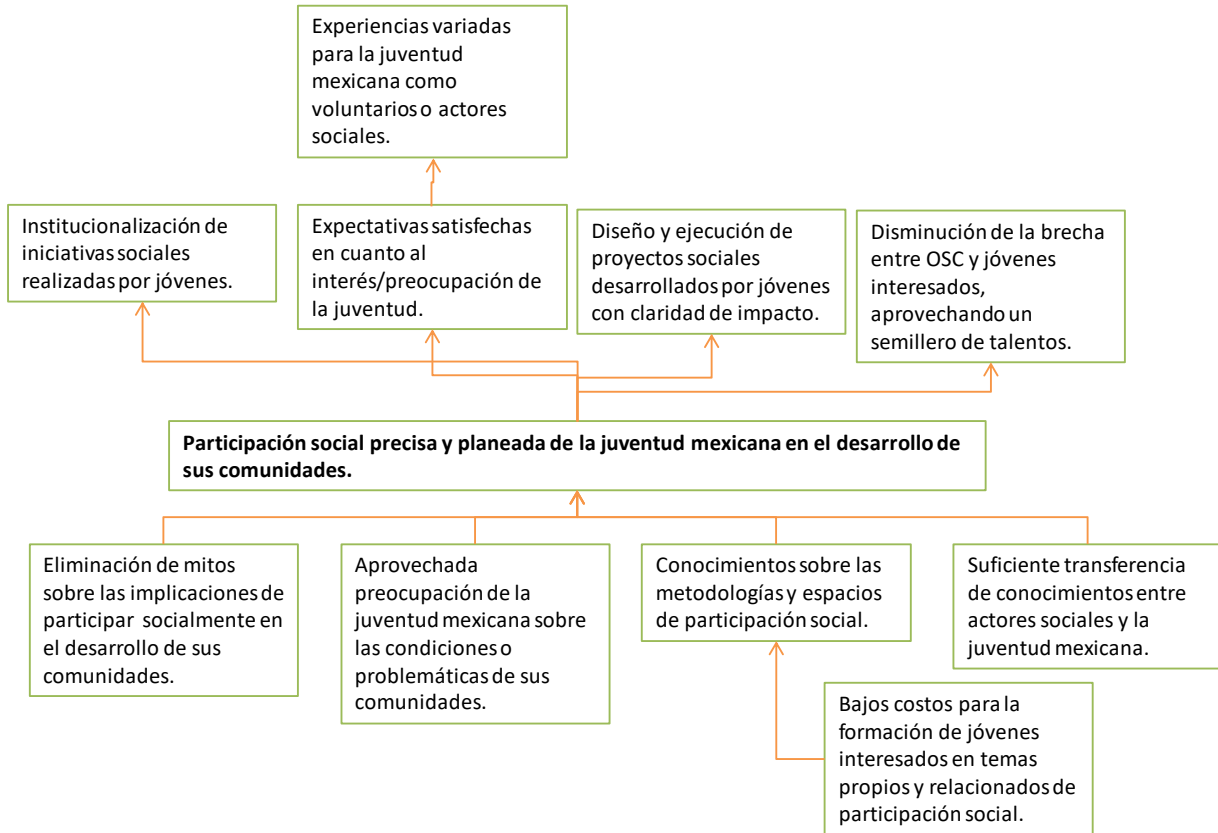 Experiencias variadas
para la juventud
mexicana como
voluntarios o actores
sociales.
Institucionalización de
iniciativas sociales
realizadas por jóvenes.
Expectativas satisfechas
en cuanto al
interés/preocupación de
la juventud.
Diseño y ejecución de
proyectos sociales
desarrollados por jóvenes
con claridad de impacto.
Disminución de la brecha
entre OSC y jóvenes
interesados,
aprovechando un
semillero de talentos.
Participación social precisa y planeada de la juventud mexicana en el desarrollo de
sus comunidades.
Eliminación de mitos
sobre las implicaciones de
participar socialmente en
el desarrollo de sus
comunidades.
Aprovechada
preocupación de la
juventud mexicana sobre
las condiciones o
problemáticas de sus
comunidades.
Conocimientos sobre las
metodologías y espacios
de participación social.
Suficiente transferencia
de conocimientos entre
actores sociales y la
juventud mexicana.
Bajos costos para la
formación de jóvenes
interesados en temas
propios y relacionados de
participación social.